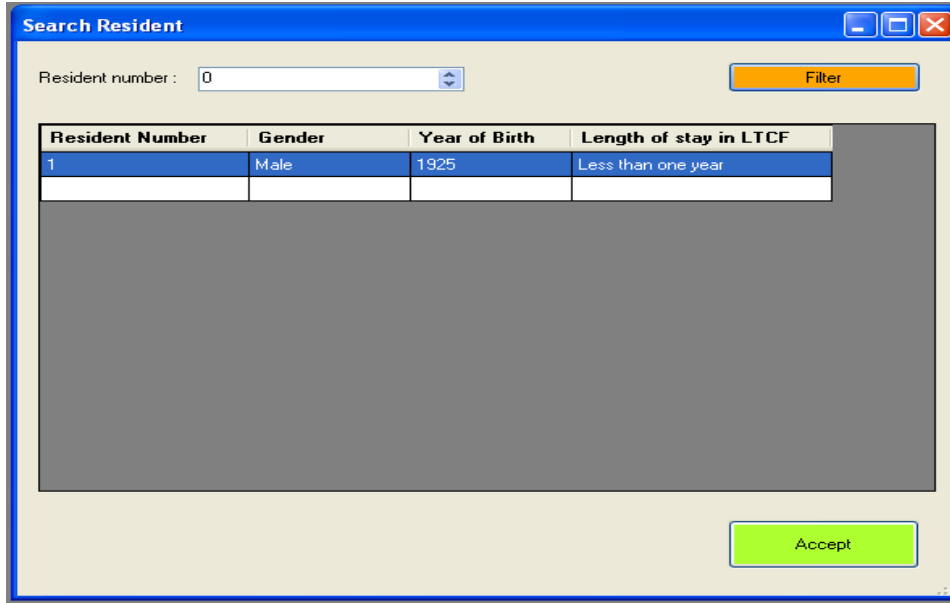 Search Resident
Resident number : 0 Filter
Resident Number Gender Year of Birth Length of stay in LTCF
1 Male 1925 Less than one year
Accept